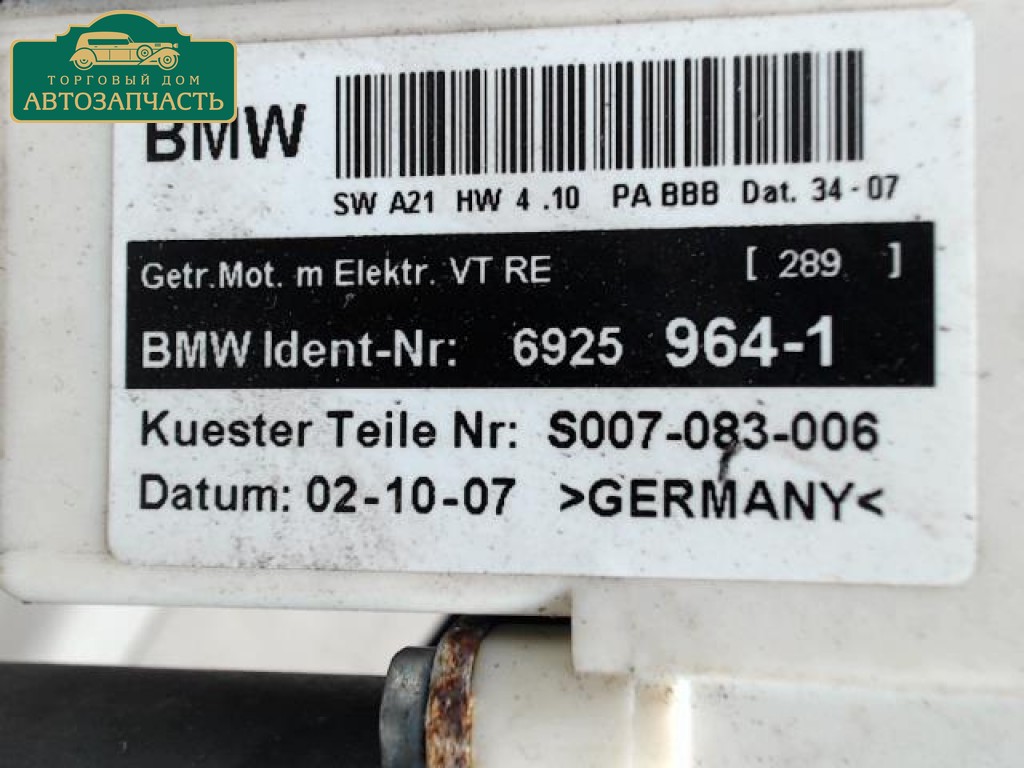 ТОРГОВЫЙ ДОМ
АВТОЗАПЧАСТЬ
BMW
SW A21 HW 4 .10 PA BBB Dat. 34-07
Getr.Mot. m Elektr. VT RE [ 289 ]
BMW Ident-Nr: 6925 964-1
Kuester Teile Nr: S007-083-006
Datum: 02-10-07 >GERMANY<